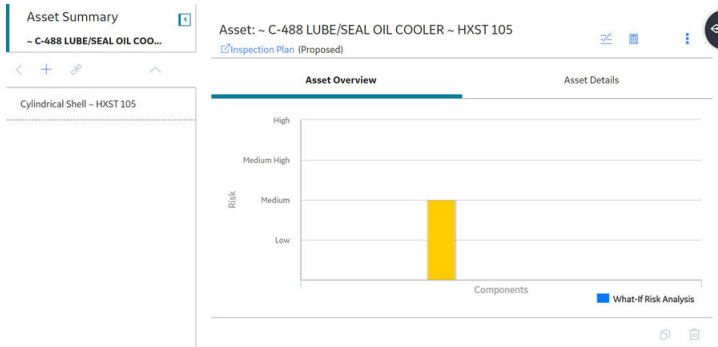 Asset Summary
~ C-488 LUBE/SEAL OIL COO...
Cylindrical Shell ~ HXST 105
Asset: ~ C-488 LUBE/SEAL OIL COOLER ~ HXST 105
Inspection Plan (Proposed)
Asset Overview
Asset Details
High
Medium High
Medium
Low
Risk
Components
What-If Risk Analysis